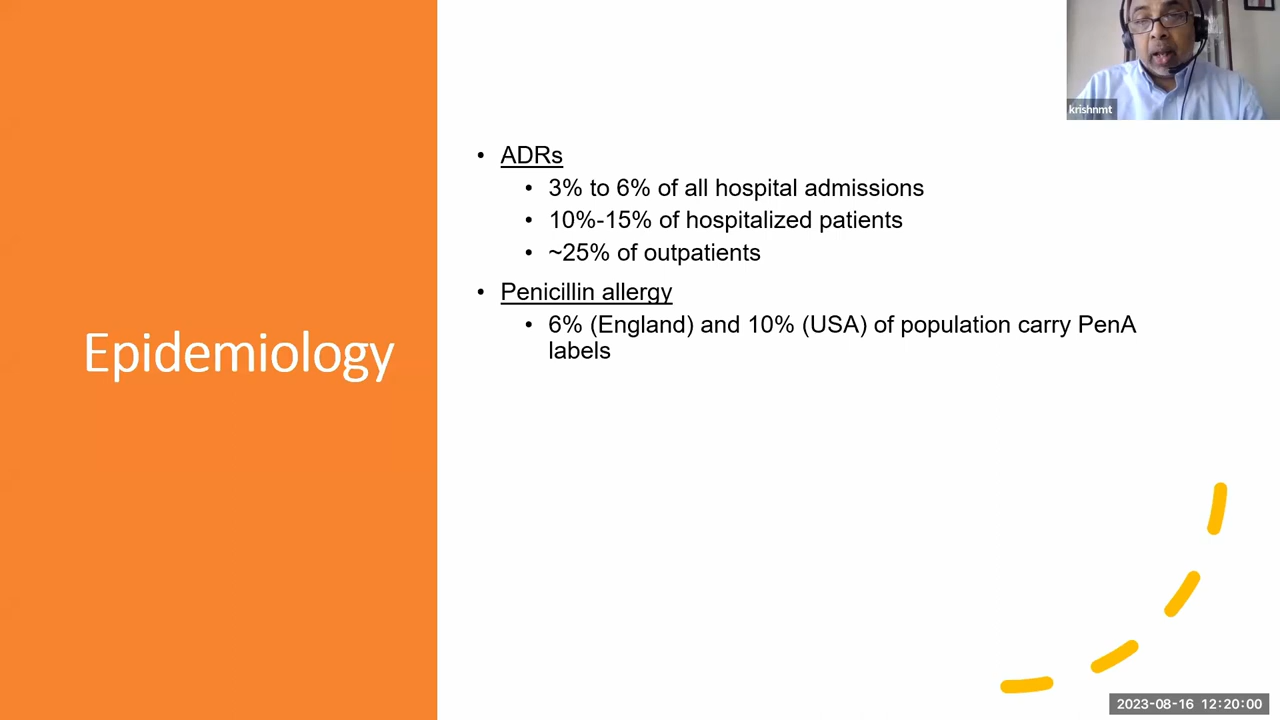 krishnmt
• ADRs
• 3% to 6% of all hospital admissions
• 10%-15% of hospitalized patients
• ~25% of outpatients
• Penicillin allergy
• 6% (England) and 10% (USA) of population carry PenA
labels
Epidemiology
2023-08-16 12:20:00